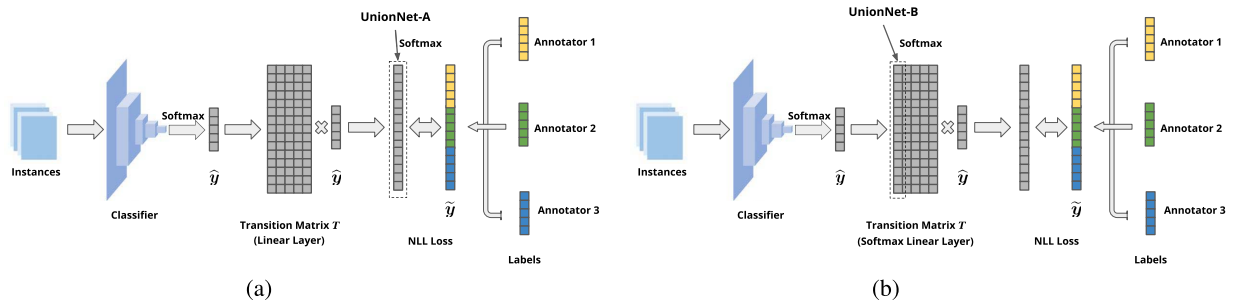 UnionNet-A
Softmax
Annotator 1
Softmax
Annotator 2
Instances
ŷ
ŷ
Annotator 3
ỹ
Classifier
Transition Matrix T
(Linear Layer)
NLL Loss
Labels
(a)
UnionNet-B
Softmax
Annotator 1
Softmax
Annotator 2
Instances
ŷ
ŷ
Annotator 3
ỹ
Classifier
Transition Matrix T
(Softmax Linear Layer)
NLL Loss
Labels
(b)